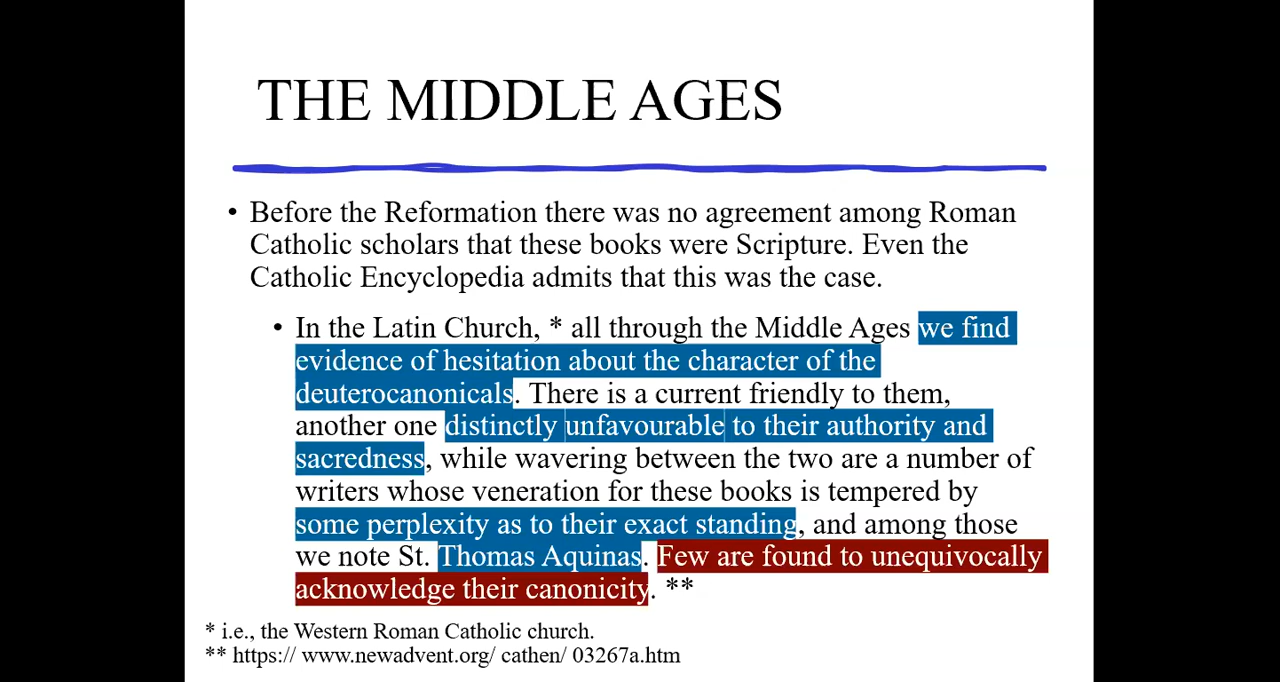 THE MIDDLE AGES
• Before the Reformation there was no agreement among Roman
Catholic scholars that these books were Scripture. Even the
Catholic Encyclopedia admits that this was the case.
• In the Latin Church, * all through the Middle Ages we find
evidence of hesitation about the character of the
deuterocanonicals. There is a current friendly to them,
another one distinctly unfavourable to their authority and
sacredness, while wavering between the two are a number of
writers whose veneration for these books is tempered by
some perplexity as to their exact standing, and among those
we note St. Thomas Aquinas. Few are found to unequivocally
acknowledge their canonicity. **
* i.e., the Western Roman Catholic church.
** https:// www.newadvent.org/ cathen/ 03267a.htm